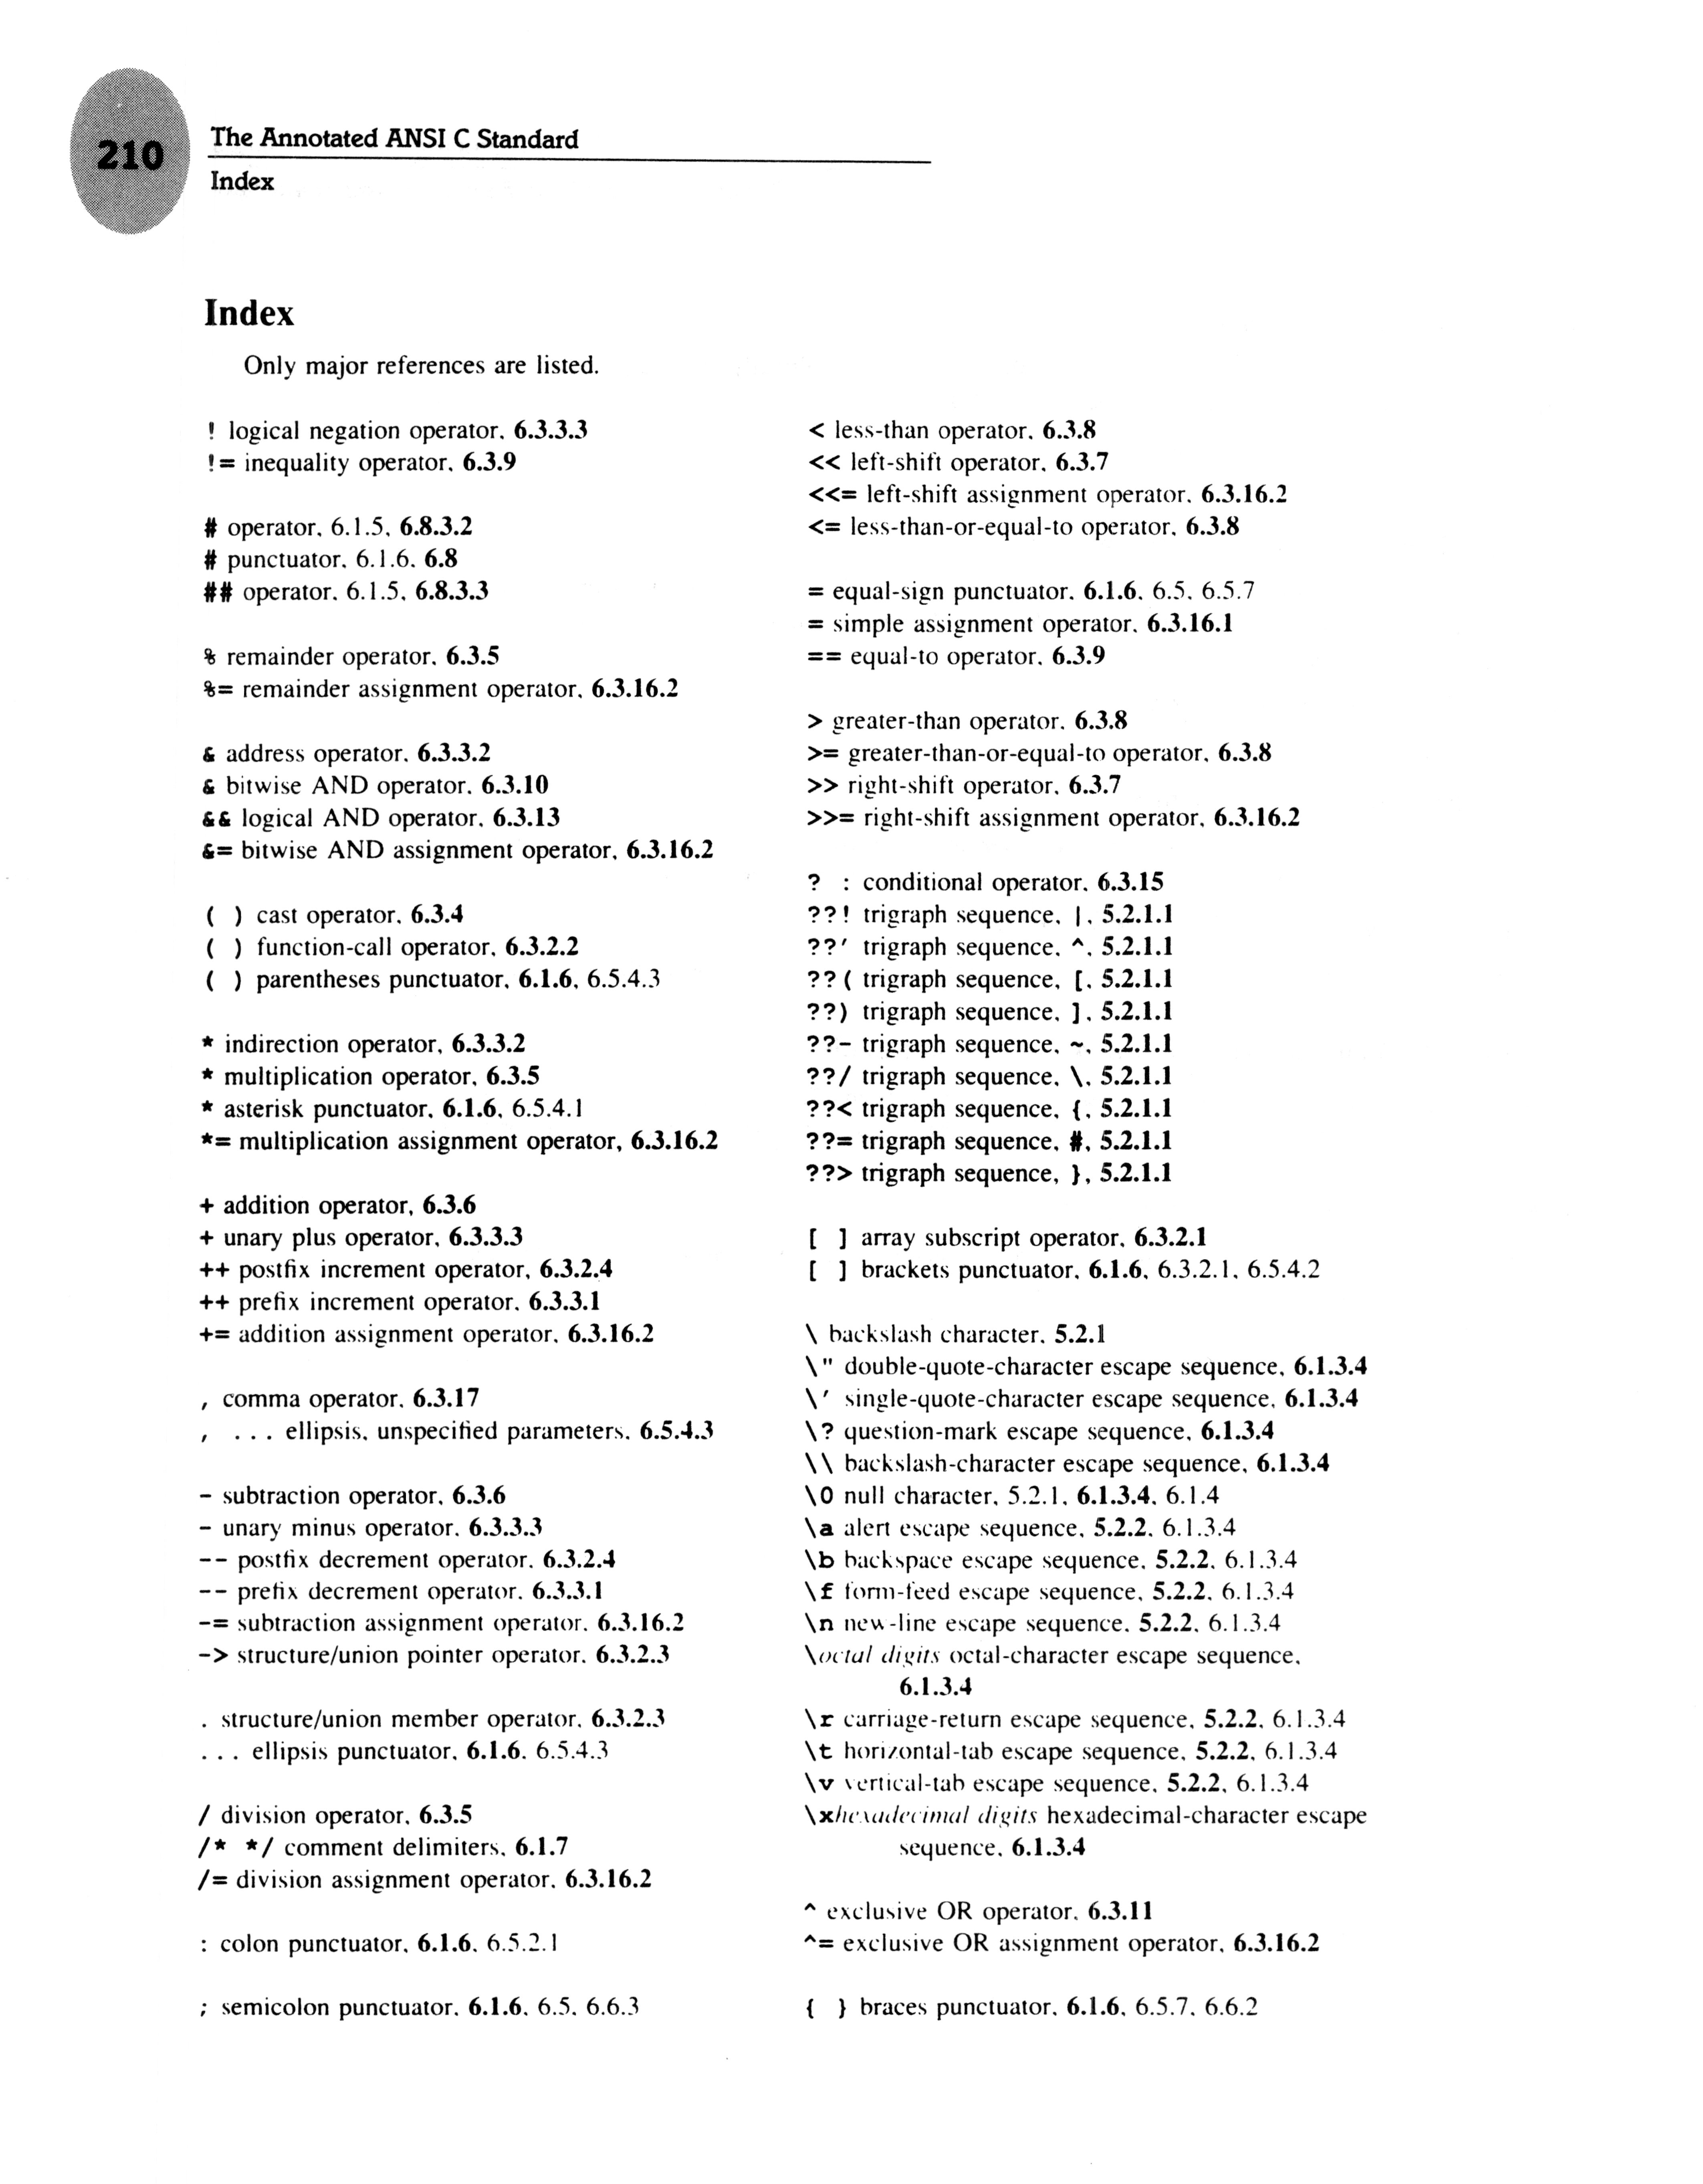 210
The Annotated ANSI C Standard
Index
Index
Only major references are listed.
! logical negation operator, 6.3.3.3
!= inequality operator, 6.3.9
# operator, 6.1.5, 6.8.3.2
# punctuator, 6.1.6, 6.8
## operator, 6.1.5, 6.8.3.3
% remainder operator, 6.3.5
%= remainder assignment operator, 6.3.16.2
& address operator, 6.3.3.2
& bitwise AND operator, 6.3.10
&& logical AND operator, 6.3.13
&= bitwise AND assignment operator, 6.3.16.2
( ) cast operator, 6.3.4
( ) function-call operator, 6.3.2.2
( ) parentheses punctuator, 6.1.6, 6.5.4.3
* indirection operator, 6.3.3.2
* multiplication operator, 6.3.5
* asterisk punctuator, 6.1.6, 6.5.4.1
*= multiplication assignment operator, 6.3.16.2
+ addition operator, 6.3.6
+ unary plus operator, 6.3.3.3
++ postfix increment operator, 6.3.2.4
++ prefix increment operator, 6.3.3.1
+= addition assignment operator, 6.3.16.2
, comma operator, 6.3.17
, ... ellipsis, unspecified parameters, 6.5.4.3
- subtraction operator, 6.3.6
- unary minus operator, 6.3.3.3
-- postfix decrement operator, 6.3.2.4
-- prefix decrement operator, 6.3.3.1
-= subtraction assignment operator, 6.3.16.2
-> structure/union pointer operator, 6.3.2.3
. structure/union member operator, 6.3.2.3
... ellipsis punctuator, 6.1.6, 6.5.4.3
/ division operator, 6.3.5
/* */ comment delimiters, 6.1.7
/= division assignment operator, 6.3.16.2
: colon punctuator, 6.1.6, 6.5.2.1
; semicolon punctuator, 6.1.6, 6.5, 6.6.3
< less-than operator, 6.3.8
<< left-shift operator, 6.3.7
<<= left-shift assignment operator, 6.3.16.2
<= less-than-or-equal-to operator, 6.3.8
= equal-sign punctuator, 6.1.6, 6.5, 6.5.7
= simple assignment operator, 6.3.16.1
== equal-to operator, 6.3.9
> greater-than operator, 6.3.8
>= greater-than-or-equal-to operator, 6.3.8
>> right-shift operator, 6.3.7
>>= right-shift assignment operator, 6.3.16.2
? : conditional operator, 6.3.15
??! trigraph sequence, |, 5.2.1.1
??' trigraph sequence, ^, 5.2.1.1
??( trigraph sequence, [, 5.2.1.1
??) trigraph sequence, ], 5.2.1.1
??- trigraph sequence, ~, 5.2.1.1
??/ trigraph sequence, \, 5.2.1.1
??< trigraph sequence, {, 5.2.1.1
??= trigraph sequence, #, 5.2.1.1
??> trigraph sequence, }, 5.2.1.1
[ ] array subscript operator, 6.3.2.1
[ ] brackets punctuator, 6.1.6, 6.3.2.1, 6.5.4.2
\ backslash character, 5.2.1
\" double-quote-character escape sequence, 6.1.3.4
\' single-quote-character escape sequence, 6.1.3.4
\? question-mark escape sequence, 6.1.3.4
\\ backslash-character escape sequence, 6.1.3.4
\0 null character, 5.2.1, 6.1.3.4, 6.1.4
\a alert escape sequence, 5.2.2, 6.1.3.4
\b backspace escape sequence, 5.2.2, 6.1.3.4
\f form-feed escape sequence, 5.2.2, 6.1.3.4
\n new-line escape sequence, 5.2.2, 6.1.3.4
\octal digits octal-character escape sequence,
6.1.3.4
\r carriage-return escape sequence, 5.2.2, 6.1.3.4
\t horizontal-tab escape sequence, 5.2.2, 6.1.3.4
\v vertical-tab escape sequence, 5.2.2, 6.1.3.4
\xhexadecimal digits hexadecimal-character escape
sequence, 6.1.3.4
^ exclusive OR operator, 6.3.11
^= exclusive OR assignment operator, 6.3.16.2
{ } braces punctuator, 6.1.6, 6.5.7, 6.6.2